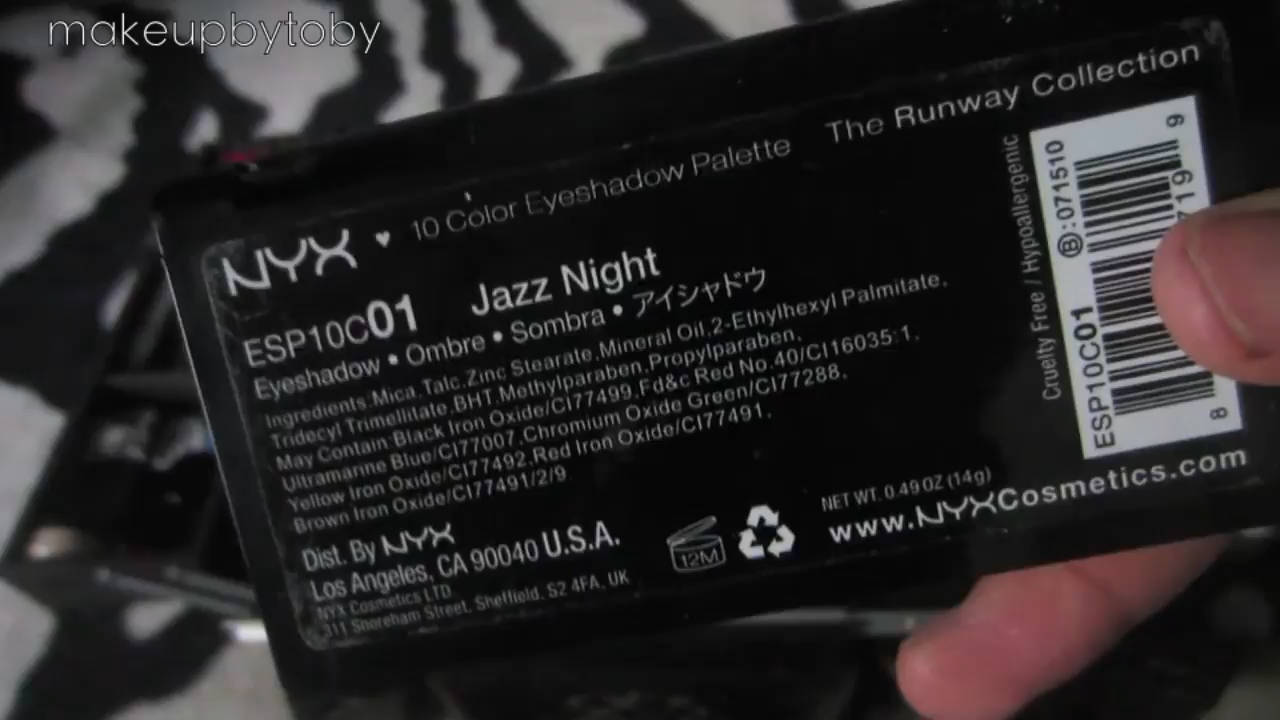 makeupbytoby
NYX ♥ 10 Color Eyeshadow Palette The Runway Collection
ESP10C01 Jazz Night
Eyeshadow • Ombre • Sombra • アイシャドウ
Ingredients:Mica,Talc,Zinc Stearate,Mineral Oil,2-Ethylhexyl Palmitate,
Tridecyl Trimellitate,BHT,Methylparaben,Propylparaben,
May Contain:Black Iron Oxide/CI77499,Fd&c Red No.40/CI16035:1,
Ultramarine Blue/CI77007,Chromium Oxide Green/CI77288,
Yellow Iron Oxide/CI77492,Red Iron Oxide/CI77491,
Brown Iron Oxide/CI77491/2/9
Dist. By NYX
Los Angeles, CA 90040 U.S.A.
NYX Cosmetics LTD.
311 Shoreham Street, Sheffield, S2 4FA, UK
12M
NET WT. 0.49 OZ (14g)
www.NYXCosmetics.com
Cruelty Free / Hypoallergenic
ESP10C01 Ⓑ:071510
8 719 9